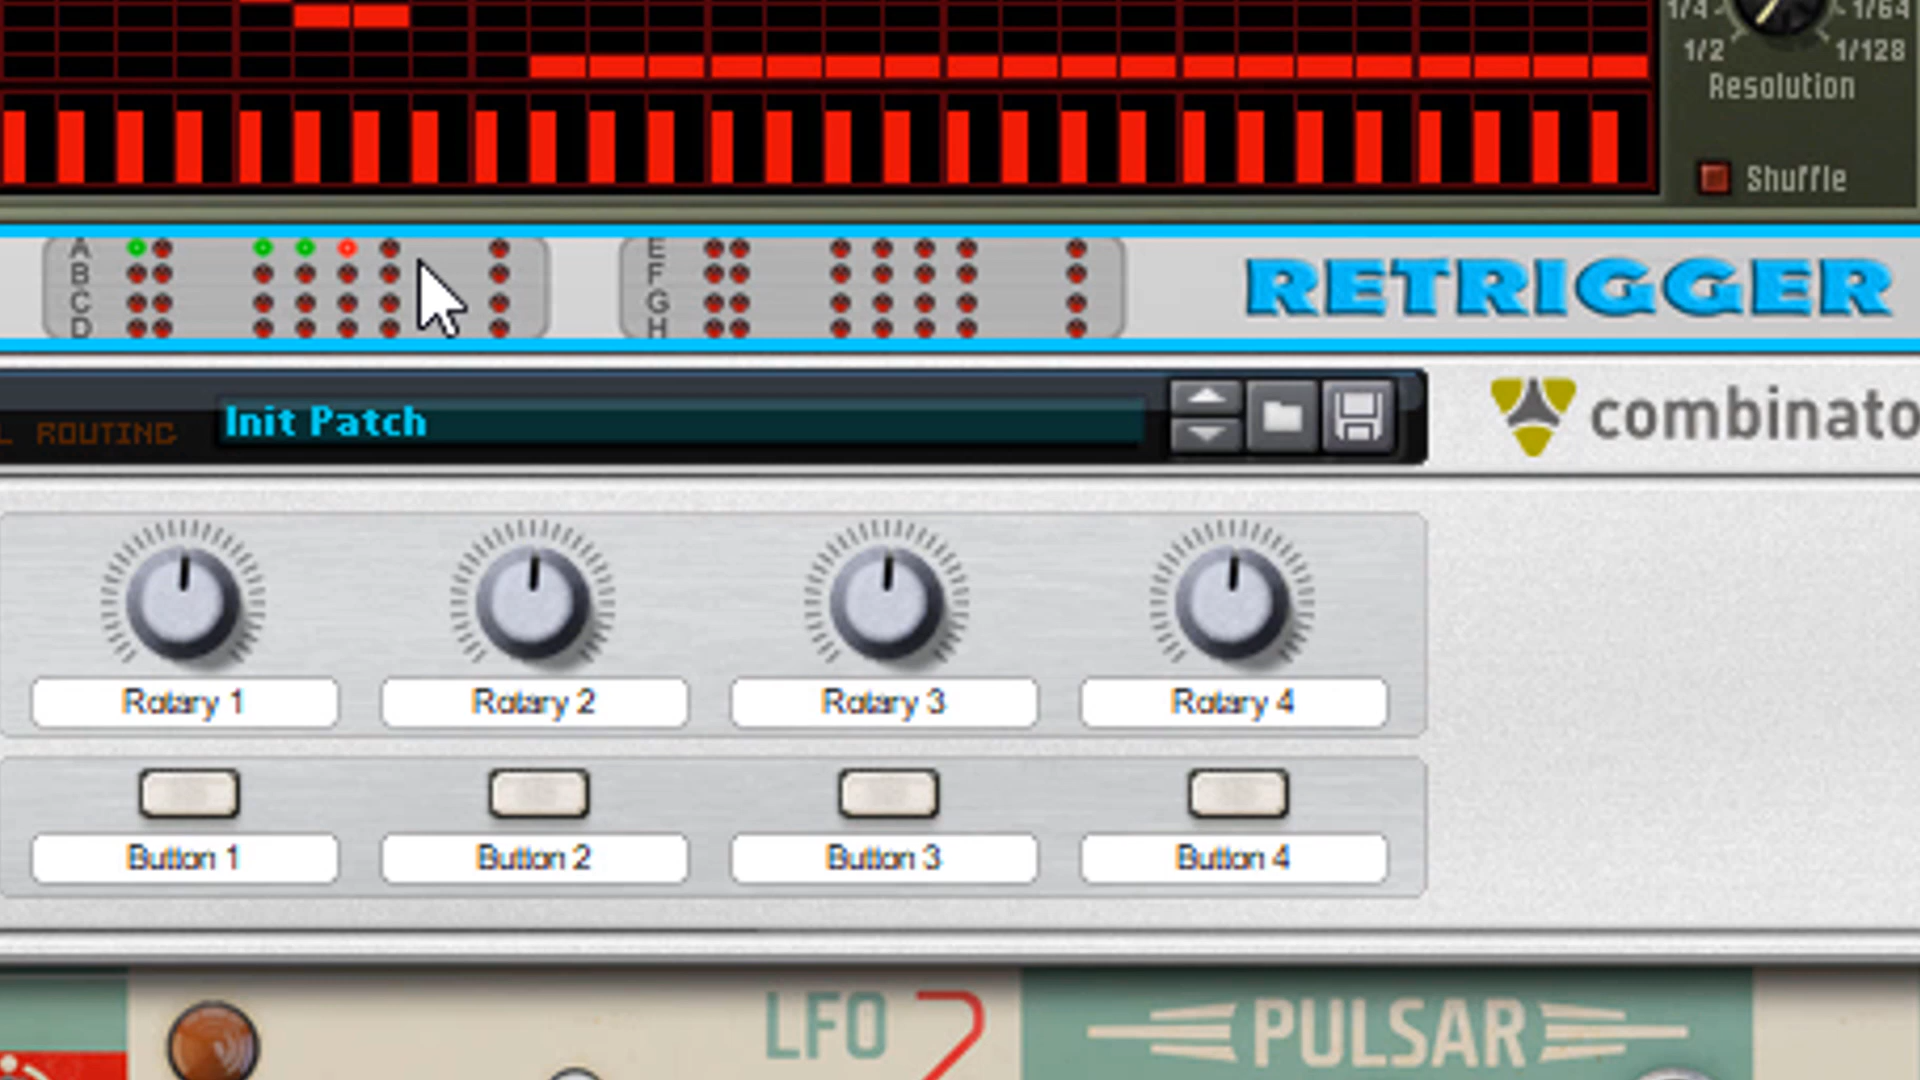 1/4 1/64
1/2 1/128
Resolution
Shuffle
A E
B F
C G
D H
RETRIGGER
L ROUTING
Init Patch
combinato
Rotary 1 Rotary 2 Rotary 3 Rotary 4
Button 1 Button 2 Button 3 Button 4
LFO 2
PULSAR